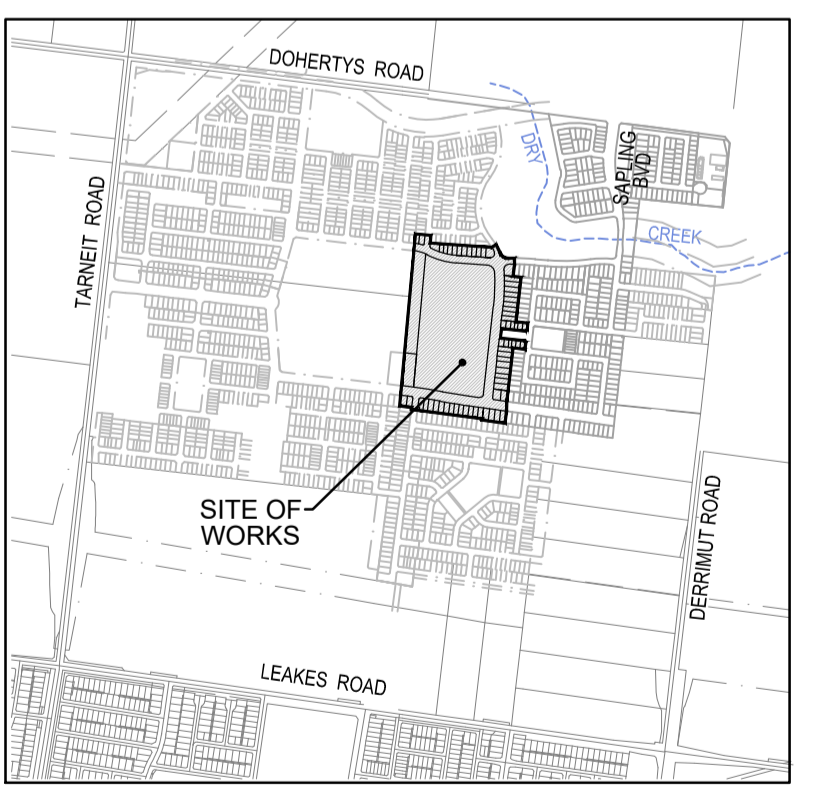 DOHERTYS ROAD
DRY
SAPLING
BVD
CREEK
TARNEIT ROAD
SITE OF
WORKS
DERRIMUT ROAD
LEAKES ROAD